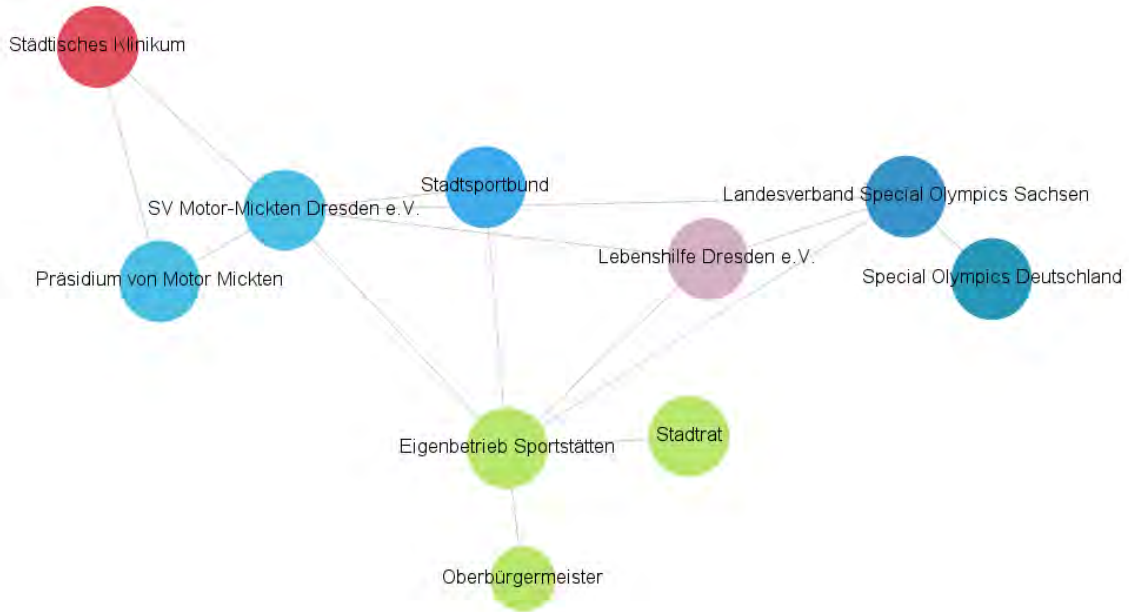 Städtisches Klinikum
Stadtsportbund
Landesverband Special Olympics Sachsen
SV Motor-Mickten Dresden e.V.
Lebenshilfe Dresden e.V.
Präsidium von Motor Mickten
Special Olympics Deutschland
Stadtrat
Eigenbetrieb Sportstätten
Oberbürgermeister